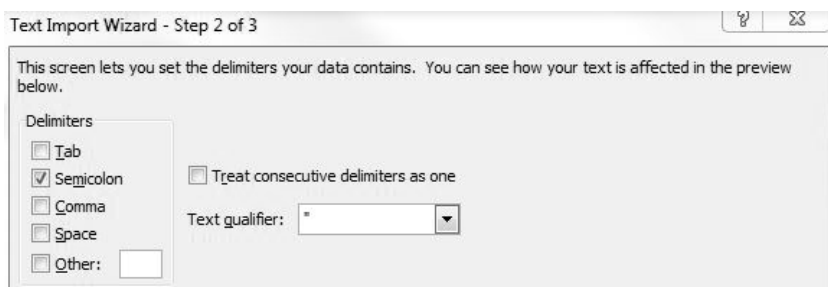 Text Import Wizard - Step 2 of 3
This screen lets you set the delimiters your data contains. You can see how your text is affected in the preview
below.
Delimiters
Tab
Semicolon
Comma
Space
Other:
Treat consecutive delimiters as one
Text qualifier: "